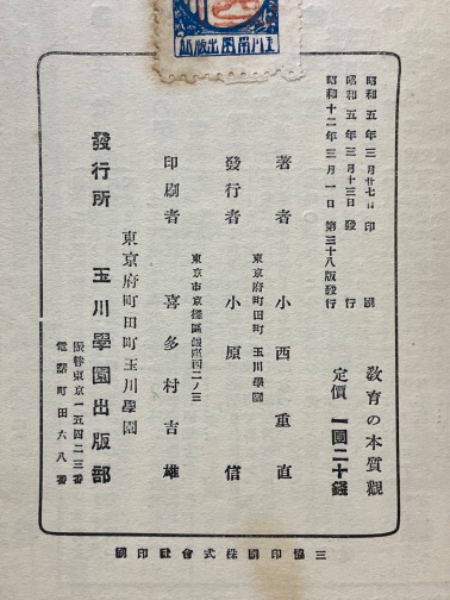 玉川學園出版部
教育の本質觀
定價 一圓二十錢
昭和五年三月廿七日印刷
昭和五年三月十三日發行
昭和十二年三月一日第三十八版發行
著者 小西重直
東京府町田町玉川學園
發行者 小原信
東京市京橋區銀座西二ノ三
印刷者 喜多村吉雄
東京府町田町玉川學園
發行所 玉川學園出版部
振替東京一五四二三番
電話町田六八番
三協印刷株式會社印刷